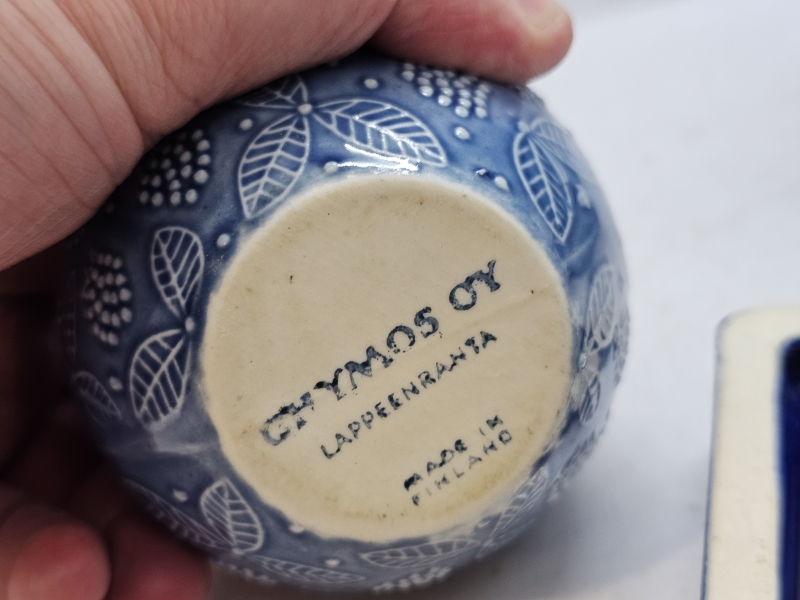 CHYMOS OY
LAPPEENRANTA
MADE IN
FINLAND